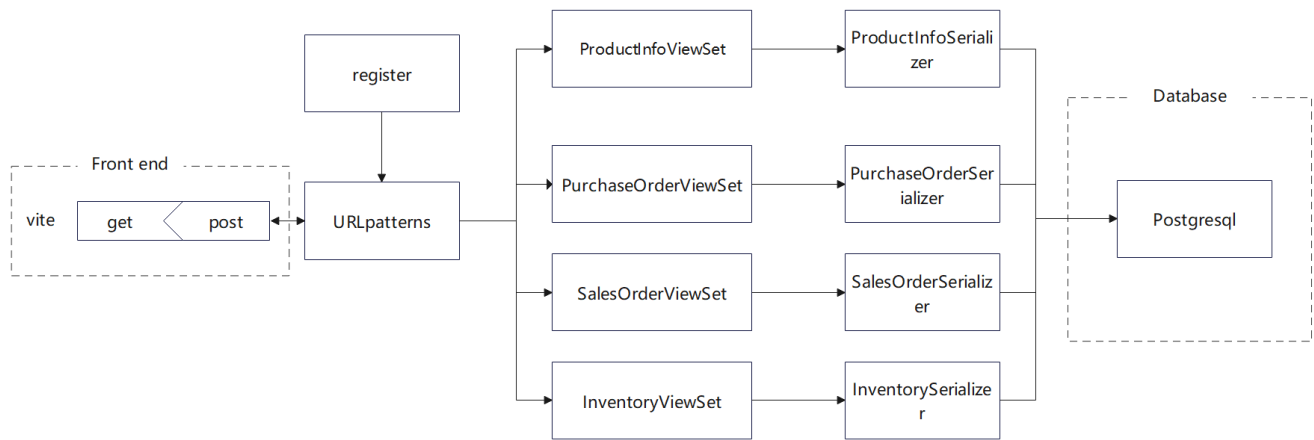 register
Front end
vite
get
post
URLpatterns
ProductInfoViewSet
PurchaseOrderViewSet
SalesOrderViewSet
InventoryViewSet
ProductInfoSeriali
zer
PurchaseOrderSer
ializer
SalesOrderSerializ
er
InventorySerialize
r
Database
Postgresql